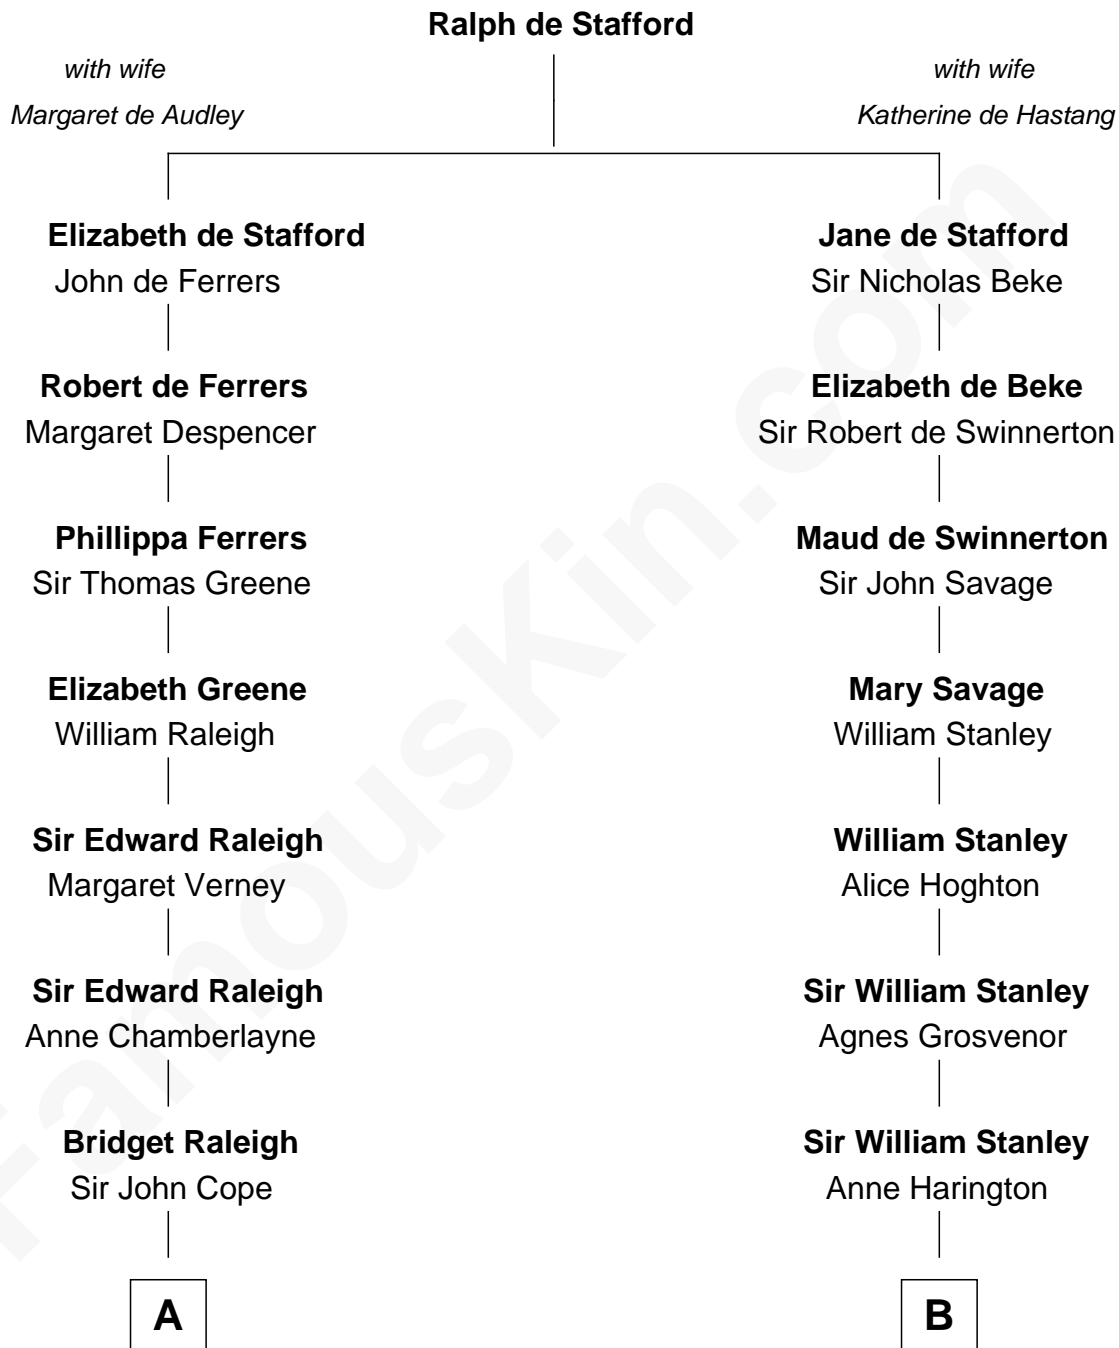 Ralph de Stafford
with wife
Margaret de Audley
with wife
Katherine de Hastang
Elizabeth de Stafford
John de Ferrers
Jane de Stafford
Sir Nicholas Beke
Robert de Ferrers
Margaret Despencer
Elizabeth de Beke
Sir Robert de Swinnerton
Phillippa Ferrers
Sir Thomas Greene
Maud de Swinnerton
Sir John Savage
Elizabeth Greene
William Raleigh
Mary Savage
William Stanley
Sir Edward Raleigh
Margaret Verney
William Stanley
Alice Hoghton
Sir Edward Raleigh
Anne Chamberlayne
Sir William Stanley
Agnes Grosvenor
Bridget Raleigh
Sir John Cope
Sir William Stanley
Anne Harington
A
B
FamousKin.com